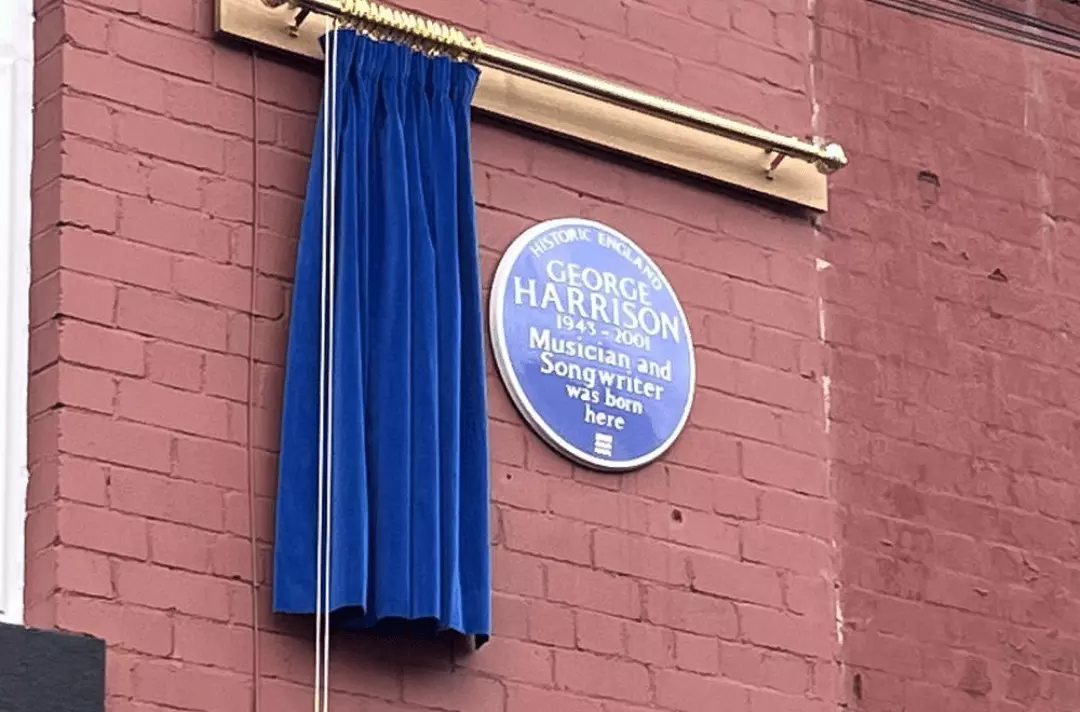 HISTORIC ENGLAND
GEORGE
HARRISON
1943-2001
Musician and
Songwriter
was born
here